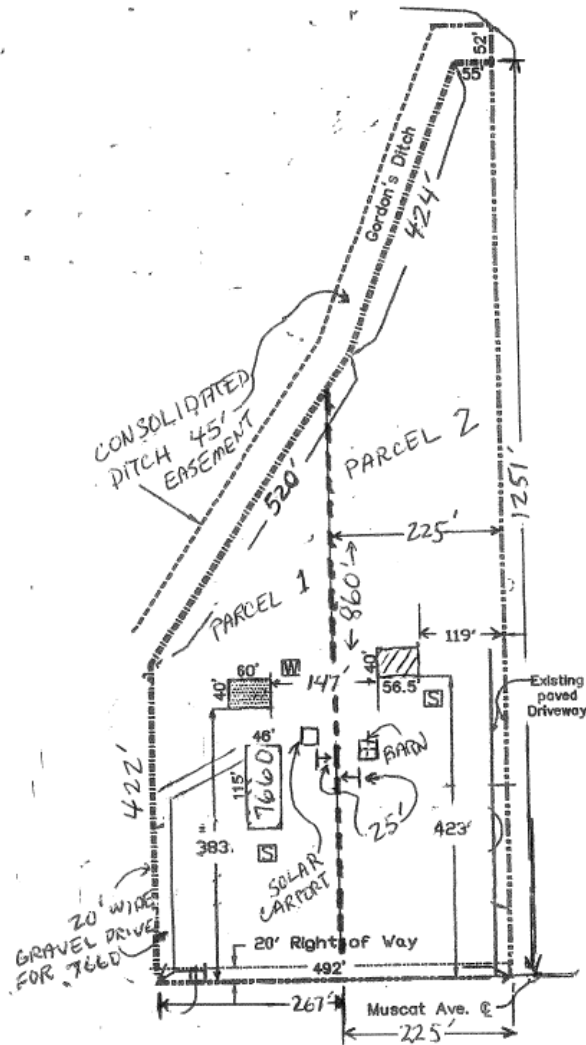 52'
55'
Gordon's Ditch
424'
CONSOLIDATED
DITCH 45'
EASEMENT
520'
PARCEL 2
1251'
225'
PARCEL 1
860'
119'
60'
W
40'
147'
40'
56.5'
S
Existing
paved
Driveway
46'
BARN
422'
115'
7660
25'
383.
423'
S
SOLAR
CARPORT
20' WIDE
GRAVEL DRIVE
FOR 7660
20' Right of Way
492'
267'
Muscat Ave. ℄
225'